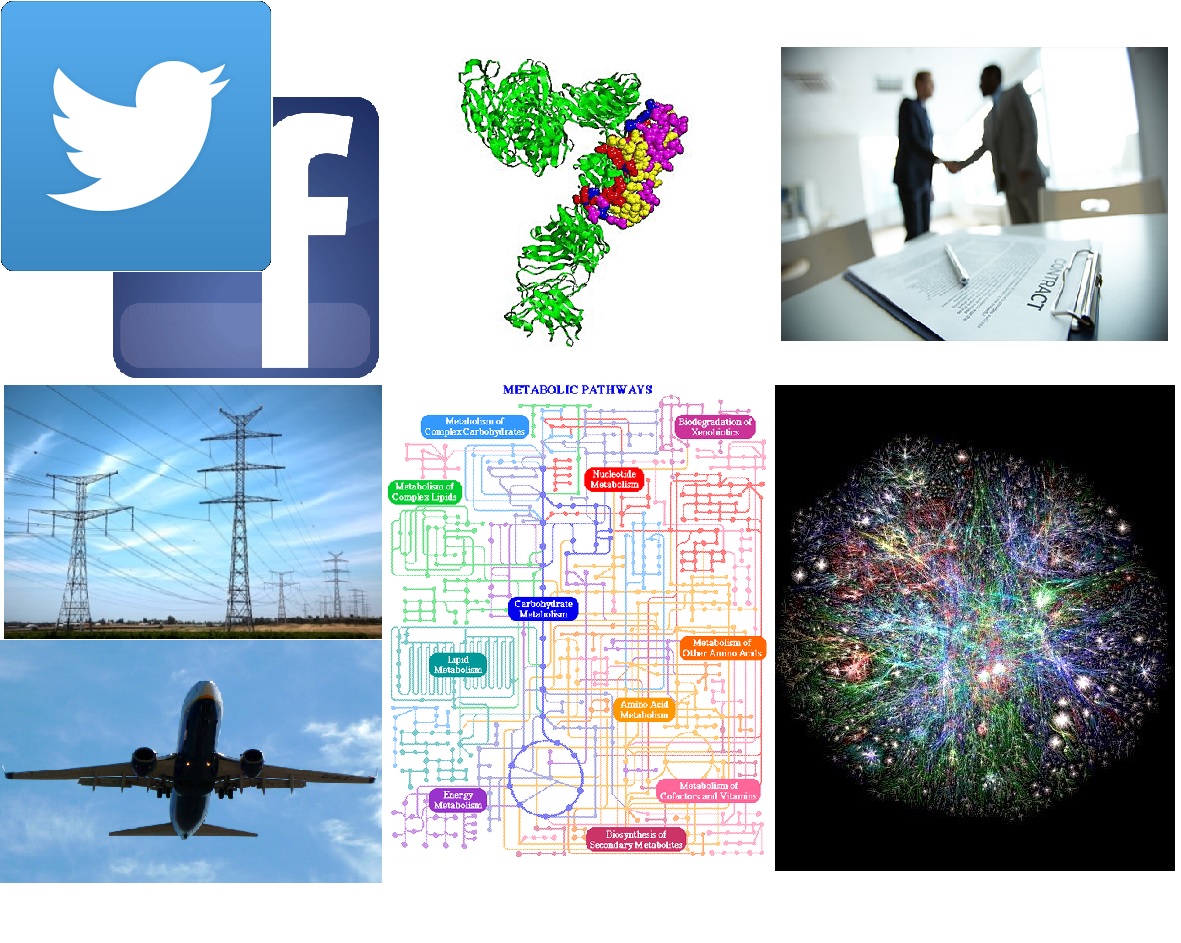 f
CONTRACT
METABOLIC PATHWAYS
Metabolism of
Complex Carbohydrates
Biodegradation of
Xenobiotics
Nucleotide
Metabolism
Metabolism of
Complex Lipids
Carbohydrate
Metabolism
Metabolism of
Other Amino Acids
Lipid
Metabolism
Amino Acid
Metabolism
Metabolism of
Cofactors and Vitamins
Energy
Metabolism
Biosynthesis of
Secondary Metabolites